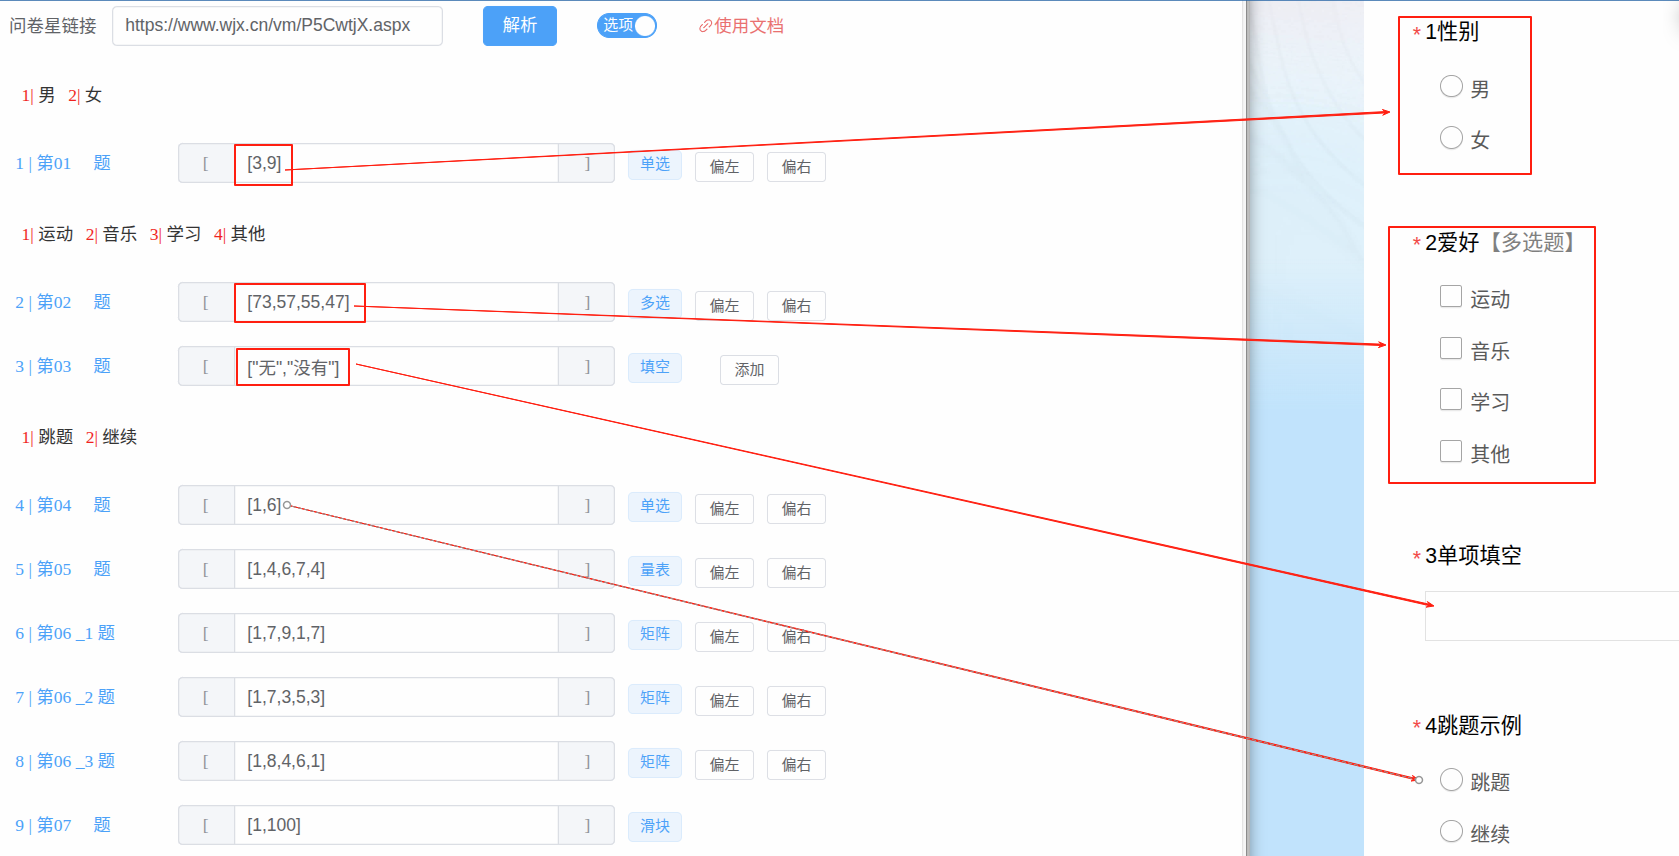 问卷星链接 https://www.wjx.cn/vm/P5CwtjX.aspx 解析 选项 使用文档
1| 男 2| 女
1 | 第01 题 [ [3,9] ] 单选 偏左 偏右
1| 运动 2| 音乐 3| 学习 4| 其他
2 | 第02 题 [ [73,57,55,47] ] 多选 偏左 偏右
3 | 第03 题 [ ["无","没有"] ] 填空 添加
1| 跳题 2| 继续
4 | 第04 题 [ [1,6] ] 单选 偏左 偏右
5 | 第05 题 [ [1,4,6,7,4] ] 量表 偏左 偏右
6 | 第06 _1 题 [ [1,7,9,1,7] ] 矩阵 偏左 偏右
7 | 第06 _2 题 [ [1,7,3,5,3] ] 矩阵 偏左 偏右
8 | 第06 _3 题 [ [1,8,4,6,1] ] 矩阵 偏左 偏右
9 | 第07 题 [ [1,100] ] 滑块
* 1性别
男
女
* 2爱好【多选题】
运动
音乐
学习
其他
* 3单项填空
* 4跳题示例
跳题
继续